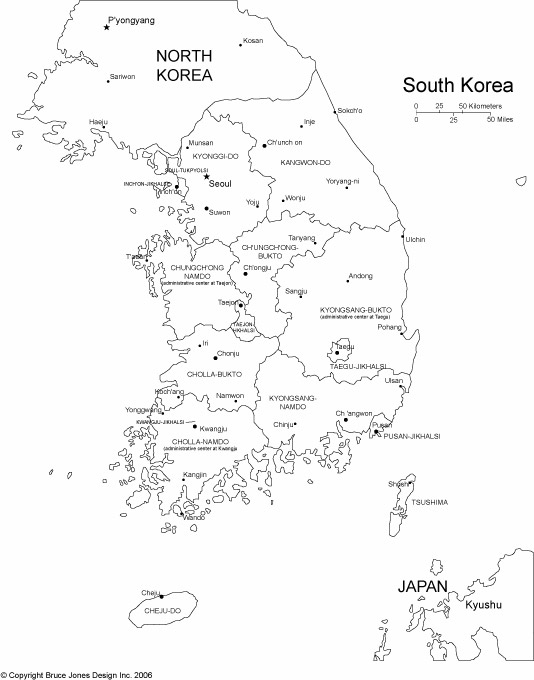 P'yongyang
Kosan
NORTH
KOREA
Sariwon
South Korea
0 25 50 Kilometers
0 25 50 Miles
Sokch'o
Haeju
Inje
Munsan
Ch'unch on
KYONGGI-DO
KANGWON-DO
SOUL-TUKPYOLSI
Seoul
INCH'ON-JIKHALSI
Inch'on
Yoryang-ni
Wonju
Yoju
Suwon
Tanyang
Ulchin
CH'UNGCH'ONG-
BUKTO
T'aean
CHUNGCH'ONG
NAMDO
(administrative center at Taejon)
Ch'ongju
Andong
Sangju
Taejon
KYONGSANG-BUKTO
(administrative center at Taegu)
TAEJON-
JIKHALSI
Pohang
Iri
Chonju
Taegu
TAEGU-JIKHALSI
CHOLLA-BUKTO
Ulsan
Koch'ang
Namwon
KYONGSANG-
NAMDO
Yonggwang
KWANGJU-JIKHALSI
Kwangju
Ch 'angwon
Chinju
Pusan
PUSAN-JIKHALSI
CHOLLA-NAMDO
(administrative center at Kwangju
Kangjin
Shoshi
TSUSHIMA
Wando
JAPAN
Kyushu
Cheju
CHEJU-DO
© Copyright Bruce Jones Design Inc. 2006